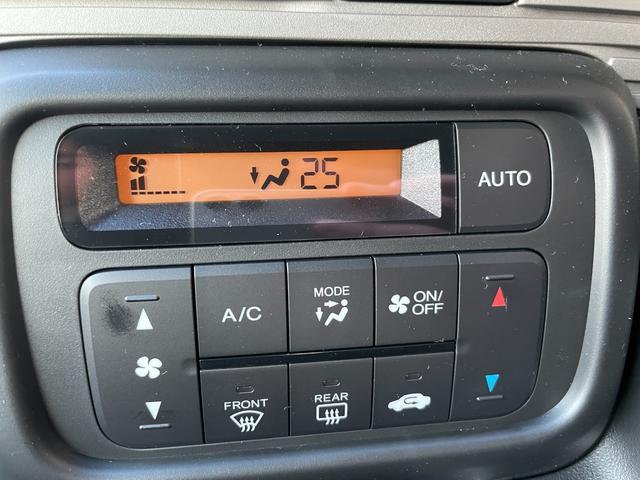 25
AUTO
A/C
MODE
ON/
OFF
FRONT
REAR